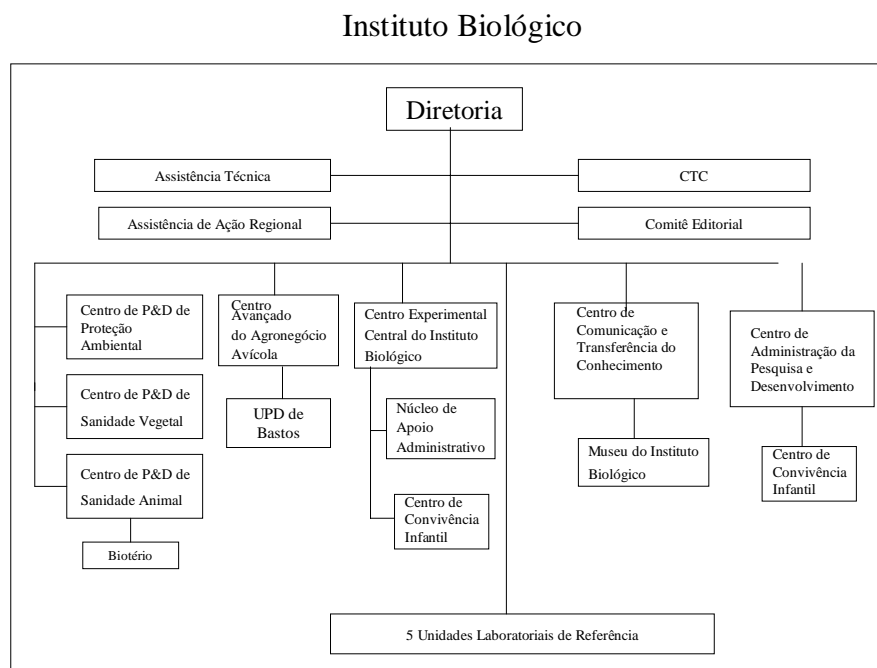 Instituto Biológico
Diretoria
Assistência Técnica
CTC
Assistência de Ação Regional
Comitê Editorial
Centro de P&D de
Proteção
Ambiental
Centro
Avançado
do Agronegócio
Avícola
Centro Experimental
Central do Instituto
Biológico
Centro de
Comunicação e
Transferência do
Conhecimento
Centro de
Administração da
Pesquisa e
Desenvolvimento
Centro de P&D de
Sanidade Vegetal
UPD de
Bastos
Núcleo de
Apoio
Administrativo
Museu do Instituto
Biológico
Centro de
Convivência
Infantil
Centro de P&D de
Sanidade Animal
Centro de
Convivência
Infantil
Biotério
5 Unidades Laboratoriais de Referência